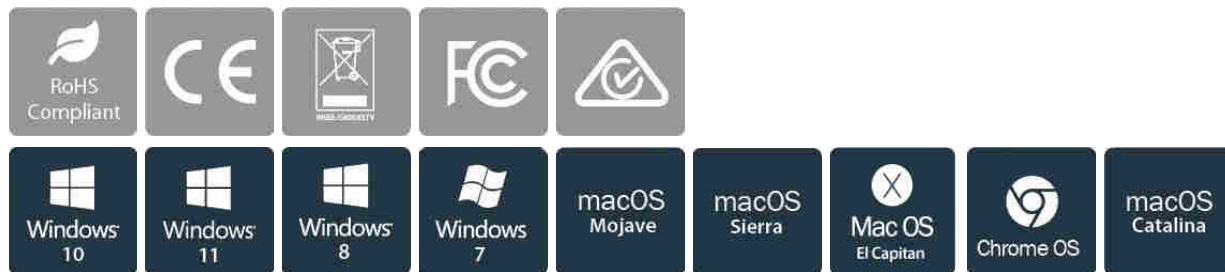 RoHS
Compliant
CE
FC
Windows
10
Windows
11
Windows
8
Windows
7
macOS
Mojave
macOS
Sierra
X
Mac OS
El Capitan
Chrome OS
macOS
Catalina